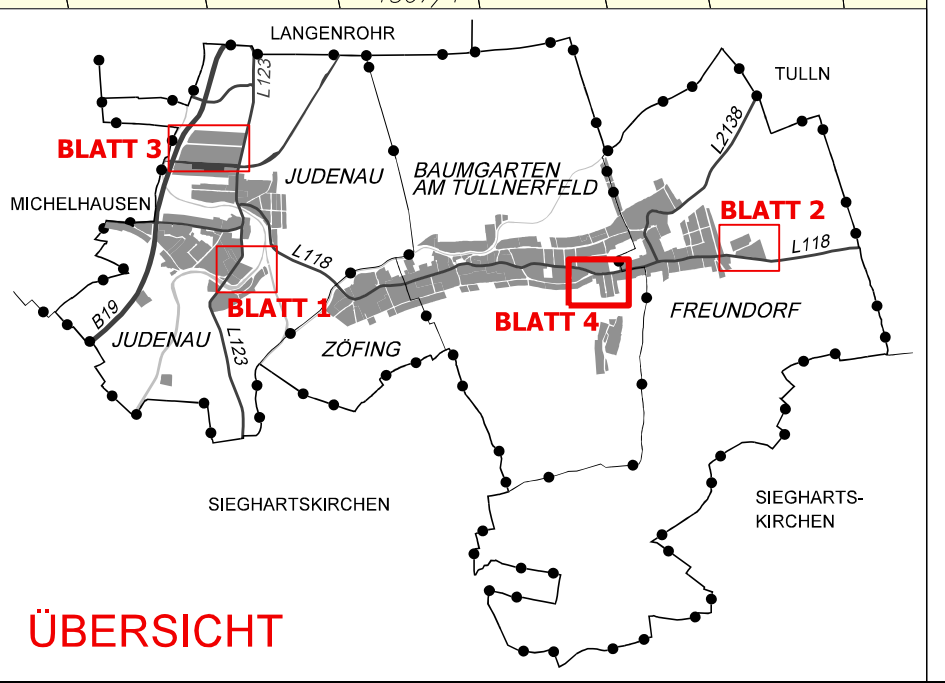 LANGENROHR
TULLN
L123
L2138
BLATT 3
JUDENAU
BAUMGARTEN
AM TULLNERFELD
MICHELHAUSEN
BLATT 2
L118
L118
B19
BLATT 1
BLATT 4
FREUNDORF
JUDENAU
L123
ZÖFING
SIEGHARTSKIRCHEN
SIEGHARTS-
KIRCHEN
ÜBERSICHT